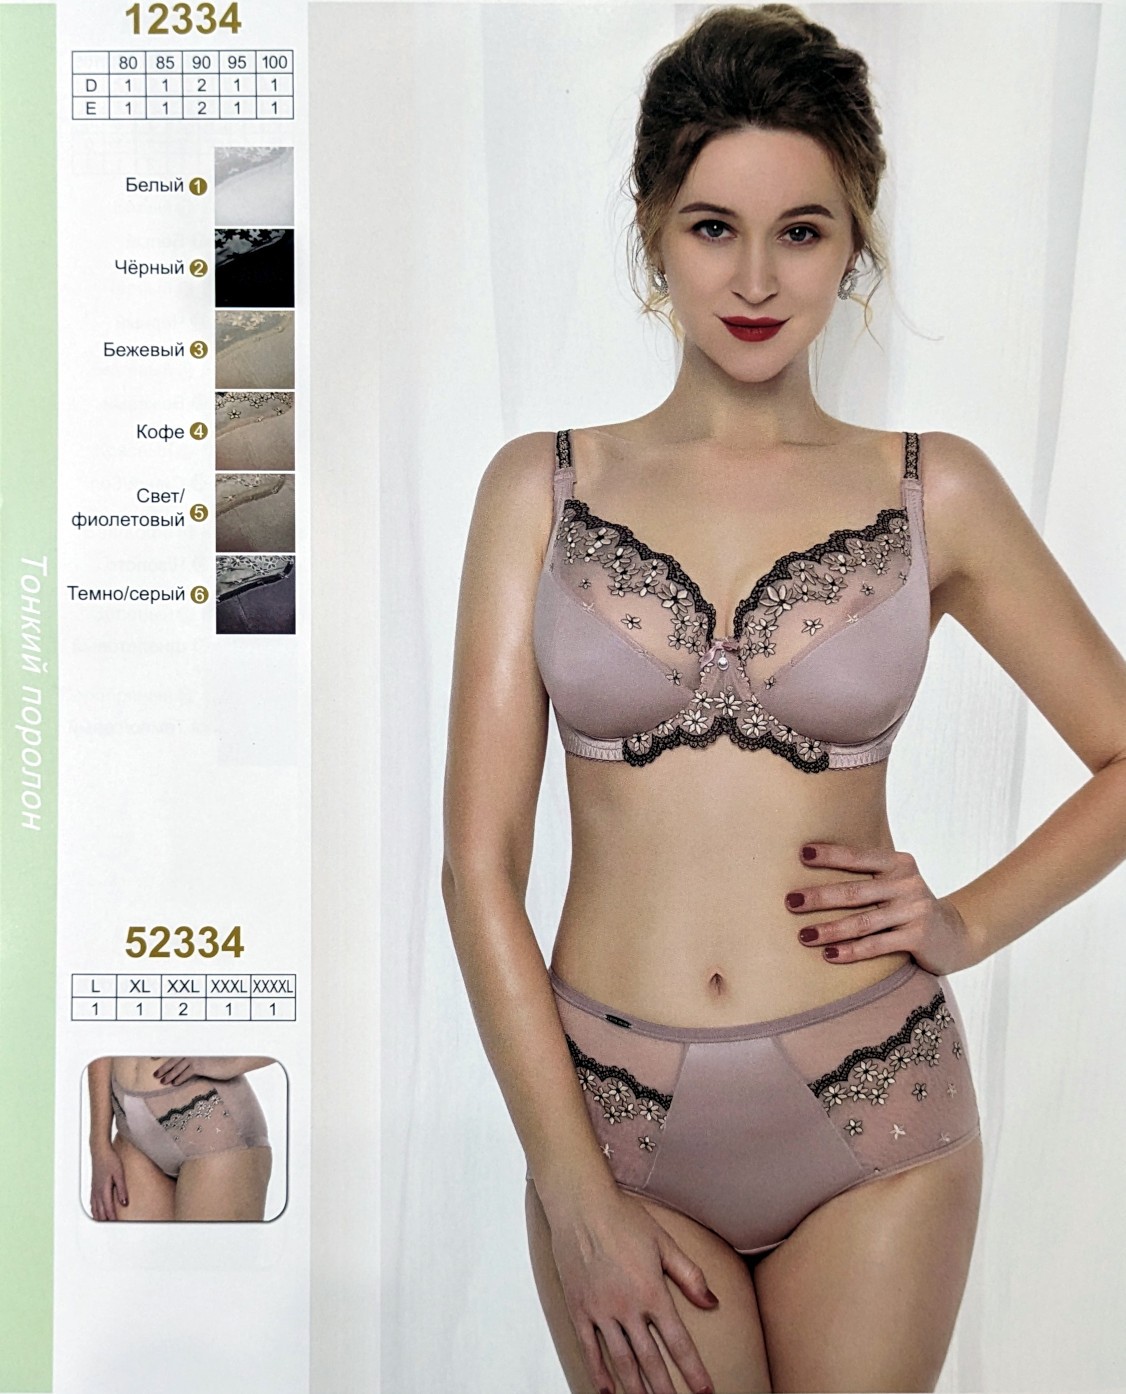 12334
80 85 90 95 100
D 1 1 2 1 1
E 1 1 2 1 1
Белый 1
Чёрный 2
Бежевый 3
Кофе 4
Свет/
фиолетовый 5
Темно/серый 6
Тонкий поролон
52334
L XL XXL XXXL XXXXL
1 1 2 1 1